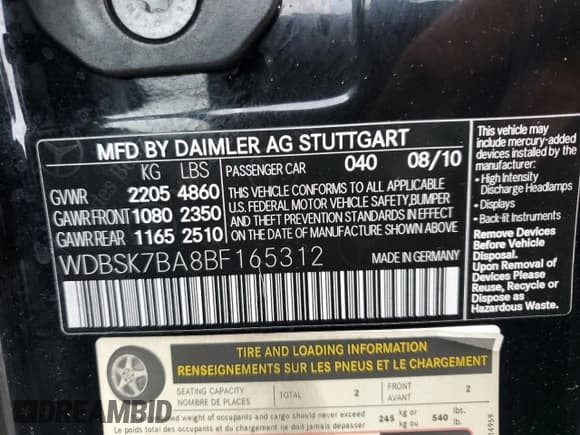 MFD BY DAIMLER AG STUTTGART
KG LBS PASSENGER CAR 040 08/10
GVWR 2205 4860
GAWR FRONT 1080 2350
GAWR REAR 1165 2510
THIS VEHICLE CONFORMS TO ALL APPLICABLE
U.S. FEDERAL MOTOR VEHICLE SAFETY, BUMPER
AND THEFT PREVENTION STANDARDS IN EFFECT
ON THE DATE OF MANUFACTURE SHOWN ABOVE
WDBSK7BA8BF165312 MADE IN GERMANY
This vehicle may
include mercury-added
devices installed by the
manufacturer:
• High Intensity
Discharge Headlamps
• Displays
• Back-lit Instruments
Remove Devices
Before Vehicle
Disposal.
Upon Removal of
Devices Please
Reuse, Recycle or
Dispose as
Hazardous Waste.
TIRE AND LOADING INFORMATION
RENSEIGNEMENTS SUR LES PNEUS ET LE CHARGEMENT
SEATING CAPACITY
NOMBRE DE PLACES
TOTAL 2
FRONT
AVANT
2
weight of occupants and cargo should never exceed
Le poids total des occupants et du chargement ne doit jamais dépasser
245 kg or
kg ou
540 lbs.
lb.
DREAMBID